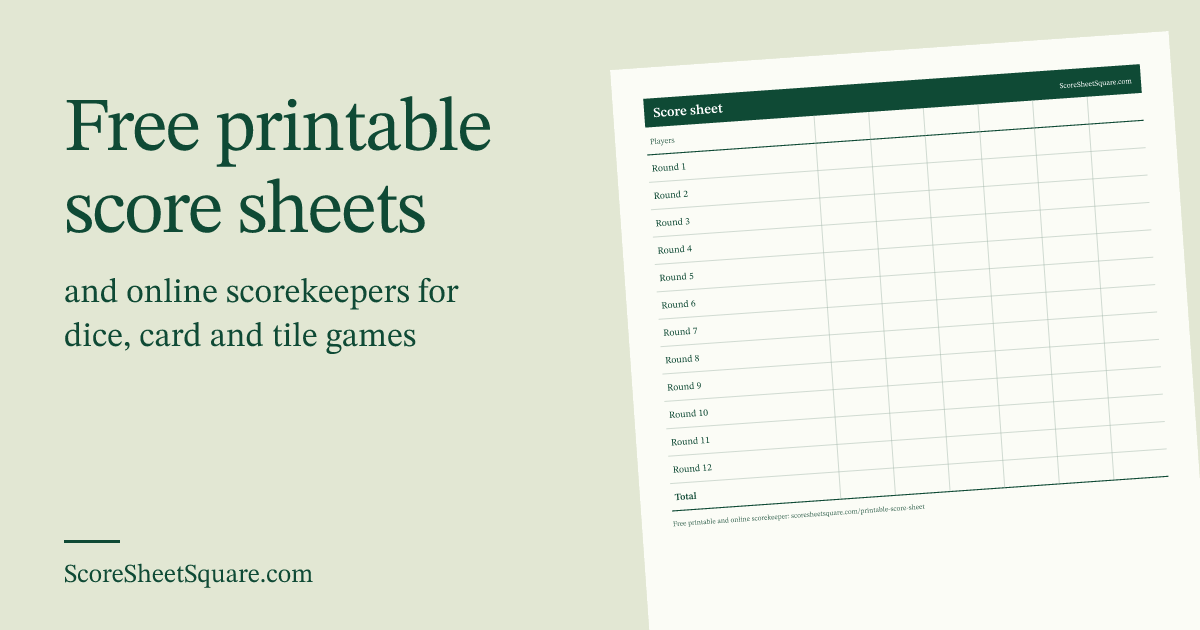 Free printable
score sheets
and online scorekeepers for
dice, card and tile games
ScoreSheetSquare.com
Score sheet
ScoreSheetSquare.com
Players
Round 1
Round 2
Round 3
Round 4
Round 5
Round 6
Round 7
Round 8
Round 9
Round 10
Round 11
Round 12
Total
Free printable and online scorekeeper: scoresheetsquare.com/printable-score-sheet